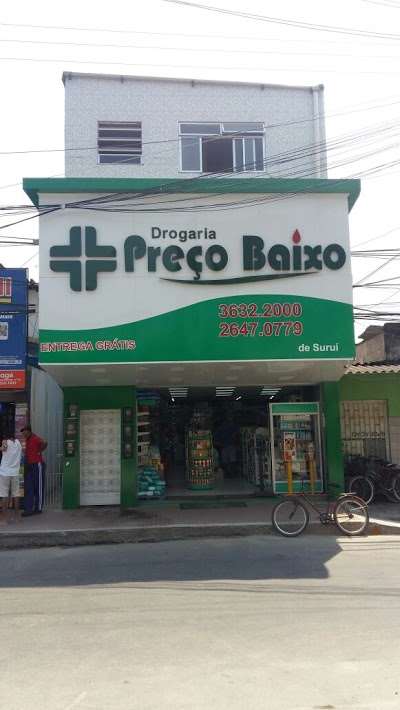 Drogaria
Preço Baixo
3632.2000
2647.0779
ENTREGA GRÁTIS
de Surui